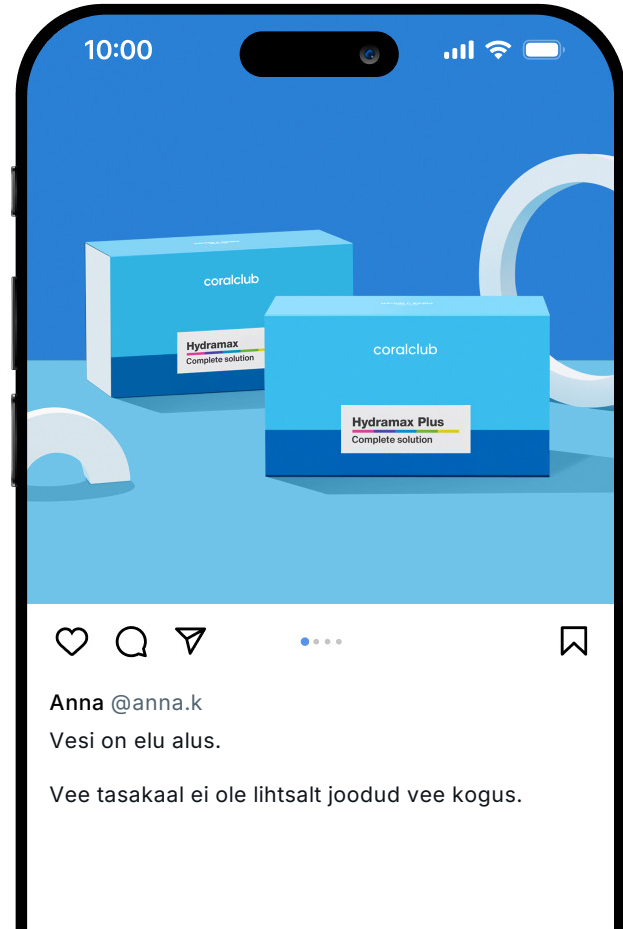 10:00
coralclub
Hydramax
Complete solution
coralclub
Hydramax Plus
Complete solution
Anna @anna.k
Vesi on elu alus.
Vee tasakaal ei ole lihtsalt joodud vee kogus.